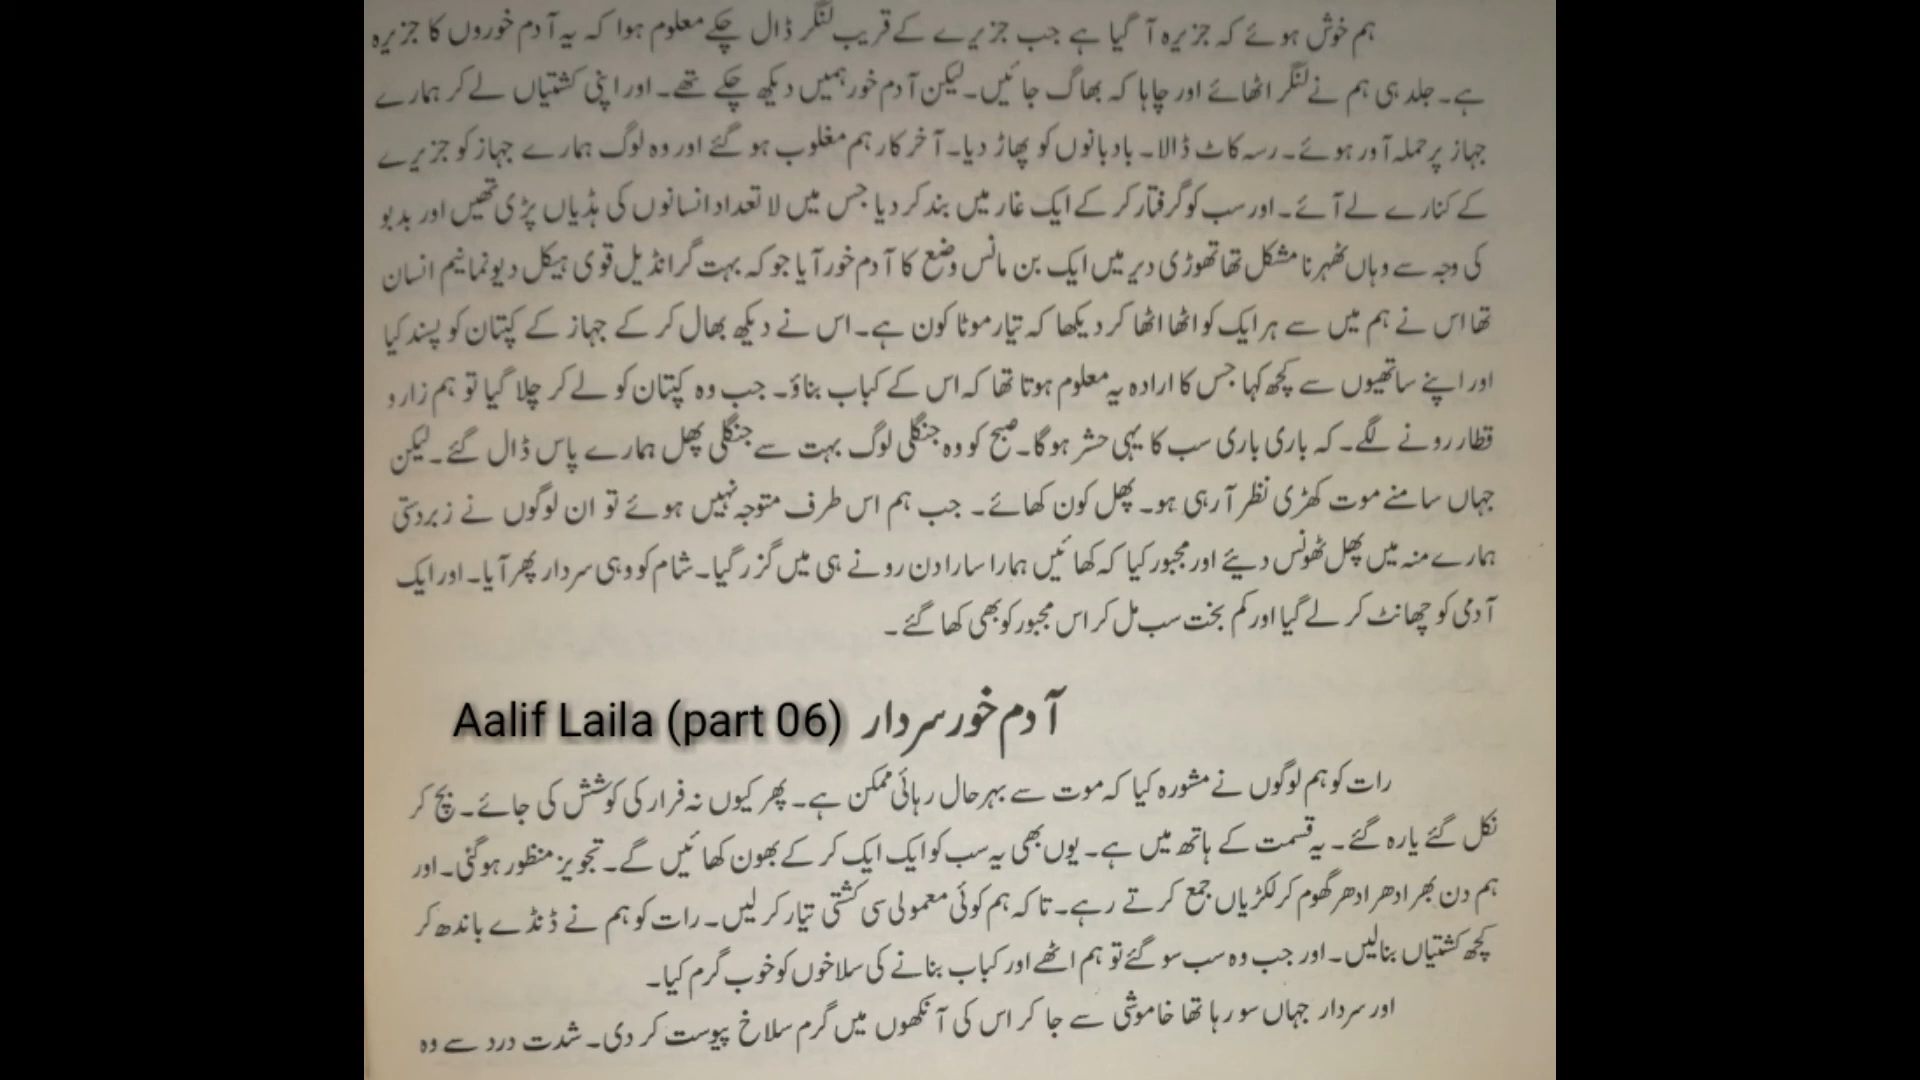 ہم خوش ہوئے کہ جزیرہ آ گیا ہے جب جزیرے کے قریب لنگر ڈال چکے معلوم ہوا کہ یہ آدم خوروں کا جزیرہ
ہے۔ جلد ہی ہم نے لنگر اٹھائے اور چاہا کہ بھاگ جائیں۔ لیکن آدم خور ہمیں دیکھ چکے تھے۔ اور اپنی کشتیاں لے کر ہمارے
جہاز پر حملہ آور ہوئے۔ رسہ کاٹ ڈالا۔ بادبانوں کو پھاڑ دیا۔ آخر کار ہم مغلوب ہو گئے اور وہ لوگ ہمارے جہاز کو جزیرے
کے کنارے لے آئے۔ اور سب کو گرفتار کر کے ایک غار میں بند کر دیا جس میں لاتعداد انسانوں کی ہڈیاں پڑی تھیں اور بدبو
کی وجہ سے وہاں ٹھہرنا مشکل تھا تھوڑی دیر میں ایک بن مانس وضع کا آدم خور آیا جو کہ بہت گرانڈیل قوی ہیکل دیونما نیم انسان
تھا اس نے ہم میں سے ہر ایک کو اٹھا اٹھا کر دیکھا کہ تیار موٹا کون ہے۔ اس نے دیکھ بھال کر کے جہاز کے کپتان کو پسند کیا
اور اپنے ساتھیوں سے کچھ کہا جس کا ارادہ یہ معلوم ہوتا تھا کہ اس کے کباب بناؤ۔ جب وہ کپتان کو لے کر چلا گیا تو ہم زار و
قطار رونے لگے۔ کہ باری باری سب کا یہی حشر ہوگا۔ صبح کو وہ جنگلی لوگ بہت سے جنگلی پھل ہمارے پاس ڈال گئے۔ لیکن
جہاں سامنے موت کھڑی نظر آ رہی ہو۔ پھل کون کھائے۔ جب ہم اس طرف متوجہ نہیں ہوئے تو ان لوگوں نے زبردستی
ہمارے منہ میں پھل ٹھونس دیئے اور مجبور کیا کہ کھائیں ہمارا سارا دن رونے ہی میں گزر گیا۔ شام کو وہی سردار پھر آیا۔ اور ایک
آدمی کو چھانٹ کر لے گیا اور کم بخت سب مل کر اس مجبور کو بھی کھا گئے۔
آدم خور سردار Aalif Laila (part 06)
رات کو ہم لوگوں نے مشورہ کیا کہ موت سے بہرحال رہائی ممکن ہے۔ پھر کیوں نہ فرار کی کوشش کی جائے۔ بچ کر
نکل گئے یا رہ گئے۔ یہ قسمت کے ہاتھ میں ہے۔ یوں بھی یہ سب کو ایک ایک کر کے بھون کھائیں گے۔ تجویز منظور ہوگئی۔ اور
ہم دن بھر ادھر ادھر گھوم کر لکڑیاں جمع کرتے رہے۔ تا کہ ہم کوئی معمولی سی کشتی تیار کر لیں۔ رات کو ہم نے ڈنڈے باندھ کر
کچھ کشتیاں بنالیں۔ اور جب وہ سب سو گئے تو ہم اٹھے اور کباب بنانے کی سلاخوں کو خوب گرم کیا۔
اور سردار جہاں سو رہا تھا خاموشی سے جا کر اس کی آنکھوں میں گرم سلاخ پیوست کر دی۔ شدت درد سے وہ